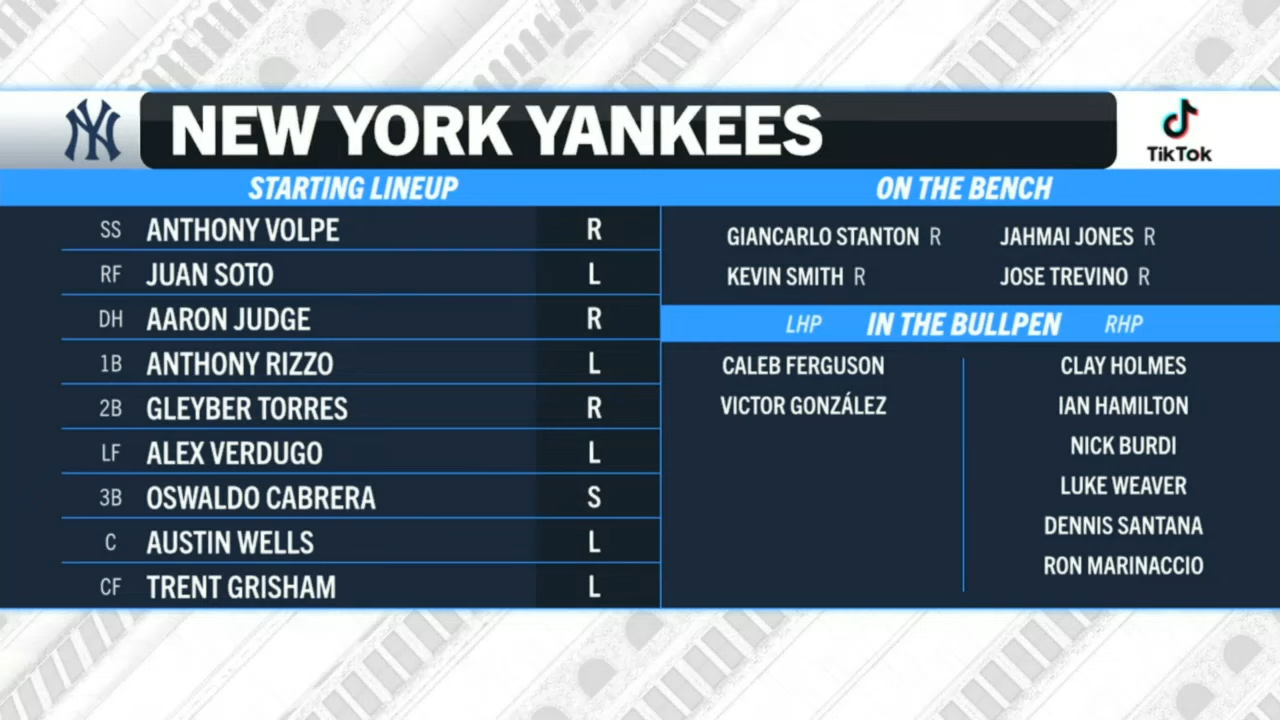 NEW YORK YANKEES
TikTok
STARTING LINEUP
SS ANTHONY VOLPE R
RF JUAN SOTO L
DH AARON JUDGE R
1B ANTHONY RIZZO L
2B GLEYBER TORRES R
LF ALEX VERDUGO L
3B OSWALDO CABRERA S
C AUSTIN WELLS L
CF TRENT GRISHAM L
ON THE BENCH
GIANCARLO STANTON R JAHMAI JONES R
KEVIN SMITH R JOSE TREVINO R
LHP IN THE BULLPEN RHP
CALEB FERGUSON CLAY HOLMES
VICTOR GONZÁLEZ IAN HAMILTON
NICK BURDI
LUKE WEAVER
DENNIS SANTANA
RON MARINACCIO